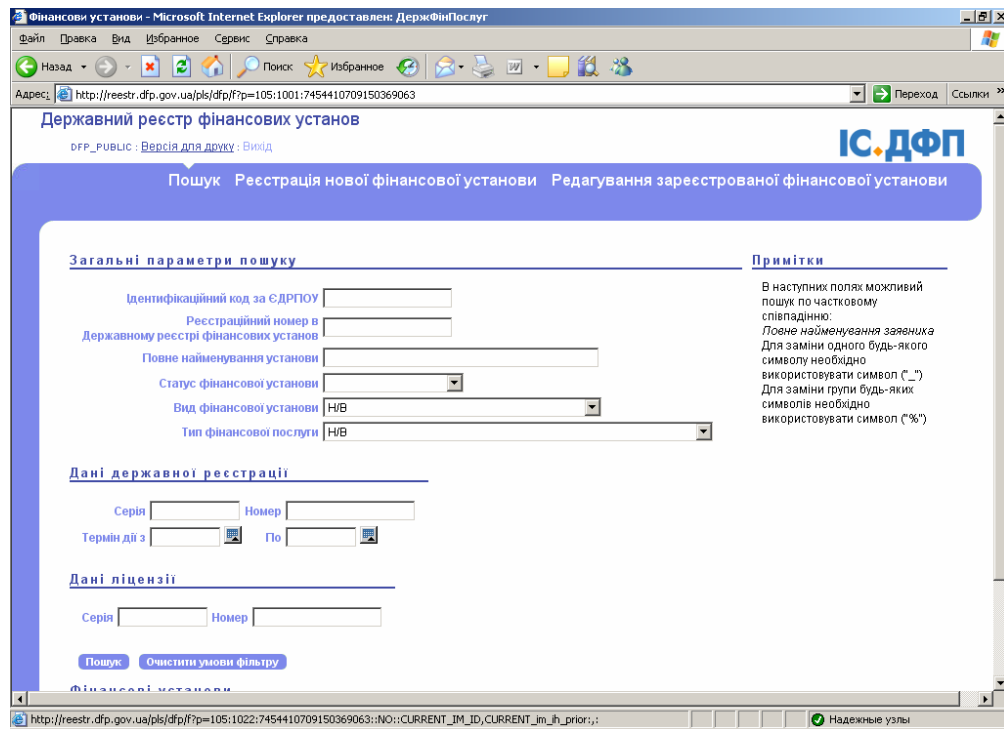 Фінансови установи - Microsoft Internet Explorer предоставлен: ДержФінПослуг
Файл Правка Вид Избранное Сервис Справка
Назад Поиск Избранное
Адрес: http://reestr.dfp.gov.ua/pls/dfp/f?p=105:1001:7454410709150369063 Переход Ссылки »
Державний реєстр фінансових установ
DFP_PUBLIC : Версія для друку : Вихід
ІС.ДФП
Пошук Реєстрація нової фінансової установи Редагування зареєстрованої фінансової установи
Загальні параметри пошуку
Ідентифікаційний код за ЄДРПОУ
Реєстраційний номер в
Державному реєстрі фінансових установ
Повне найменування установи
Статус фінансової установи
Вид фінансової установи Н/В
Тип фінансової послуги Н/В
Примітки
В наступних полях можливий
пошук по частковому
співпадінню:
Повне найменування заявника
Для заміни одного будь-якого
символу необхідно
використовувати символ ("_")
Для заміни групи будь-яких
символів необхідно
використовувати символ ("%")
Дані державної реєстрації
Серія Номер
Термін дії з По
Дані ліцензії
Серія Номер
Пошук Очистити умови фільтру
Фінансові установи
http://reestr.dfp.gov.ua/pls/dfp/f?p=105:1022:7454410709150369063::NO::CURRENT_IM_ID,CURRENT_im_ih_prior:,: Надежные узлы